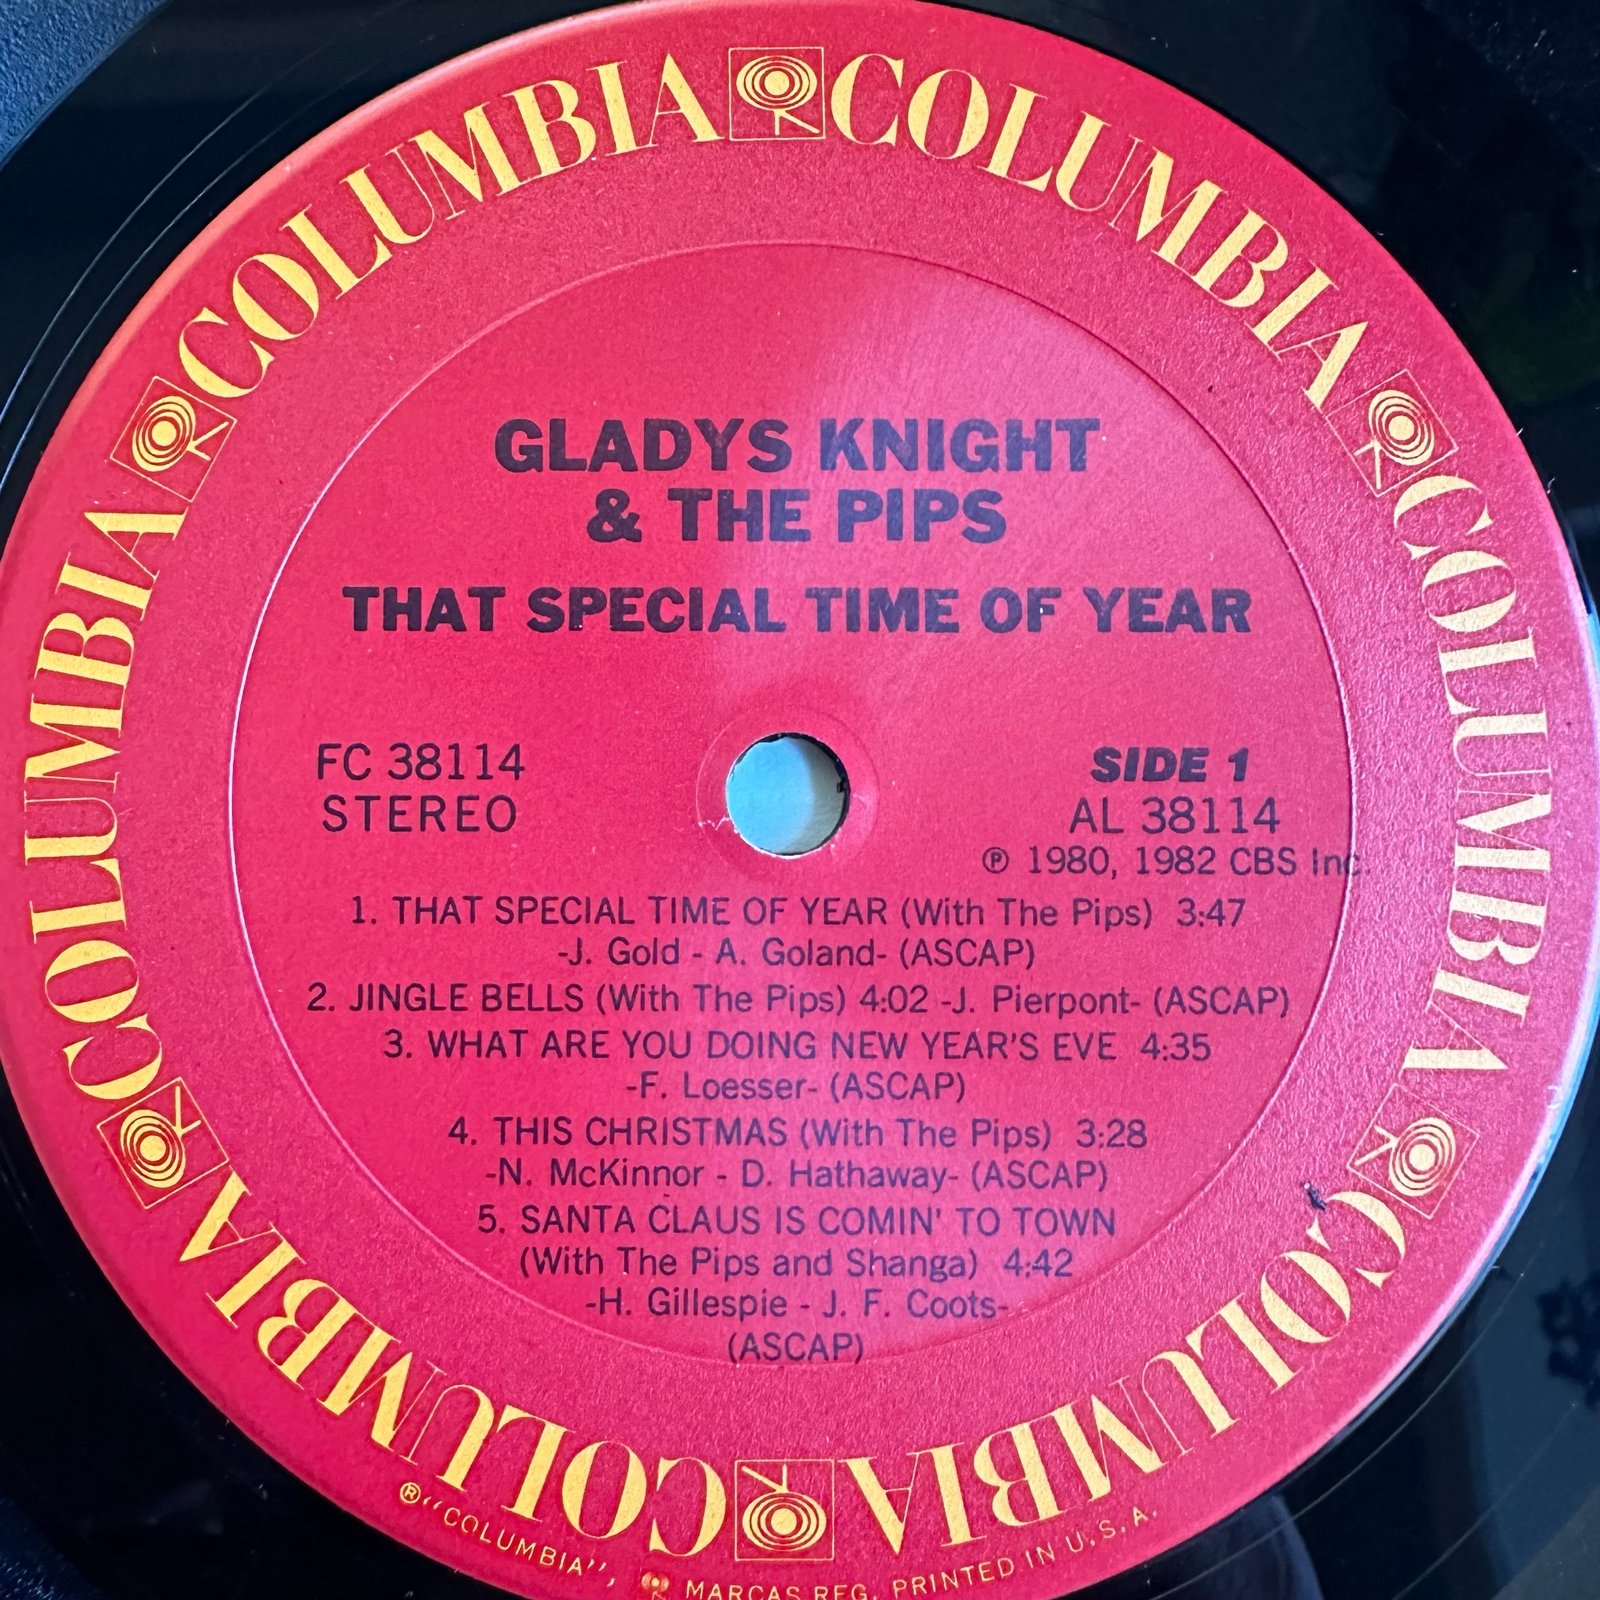 COLUMBIA COLUMBIA COLUMBIA COLUMBIA COLUMBIA COLUMBIA
GLADYS KNIGHT
& THE PIPS
THAT SPECIAL TIME OF YEAR
FC 38114
STEREO
SIDE 1
AL 38114
℗ 1980, 1982 CBS Inc.
1. THAT SPECIAL TIME OF YEAR (With The Pips) 3:47
-J. Gold - A. Goland- (ASCAP)
2. JINGLE BELLS (With The Pips) 4:02 -J. Pierpont- (ASCAP)
3. WHAT ARE YOU DOING NEW YEAR'S EVE 4:35
-F. Loesser- (ASCAP)
4. THIS CHRISTMAS (With The Pips) 3:28
-N. McKinnor - D. Hathaway- (ASCAP)
5. SANTA CLAUS IS COMIN' TO TOWN
(With The Pips and Shanga) 4:42
-H. Gillespie - J. F. Coots-
(ASCAP)
® "COLUMBIA", MARCAS REG. PRINTED IN U.S.A.